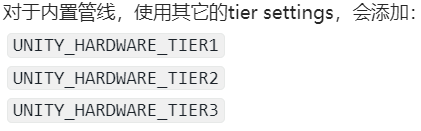 对于内置管线，使用其它的tier settings，会添加：
UNITY_HARDWARE_TIER1
UNITY_HARDWARE_TIER2
UNITY_HARDWARE_TIER3